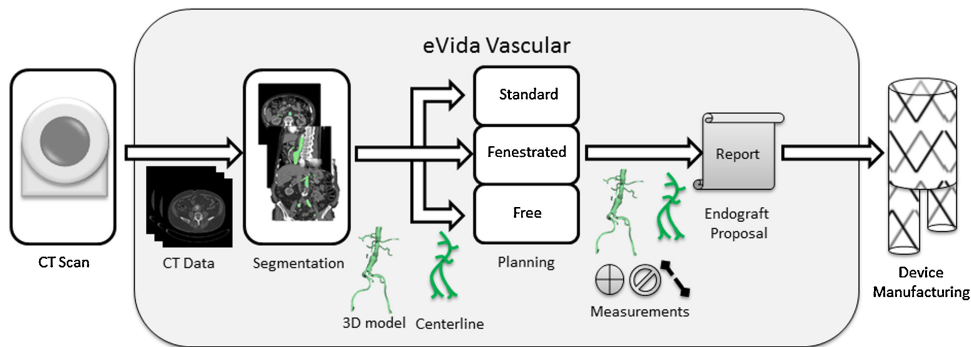 eVida Vascular
Standard
Fenestrated
Free
Report
CT Scan
CT Data
Segmentation
Planning
Endograft
Proposal
Device
Manufacturing
3D model
Centerline
Measurements